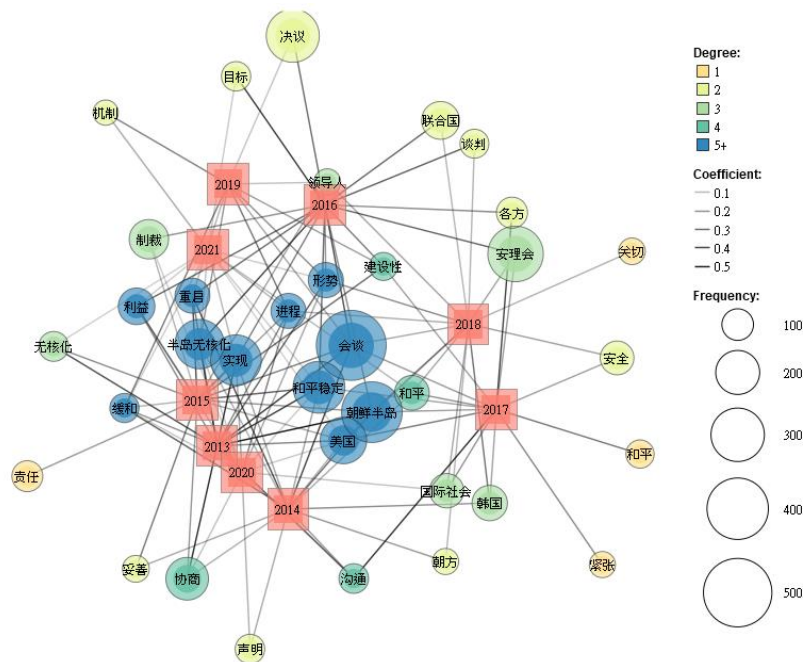 决议
目标
机制
联合国
谈判
2019
领导人
2016
各方
制裁
2021
建设性
安理会
关切
形势
利益
重启
进程
2018
无核化
半岛无核化
实现
会谈
安全
缓和
2015
和平稳定
和平
朝鲜半岛
2017
2013
美国
和平
责任
2020
国际社会
韩国
2014
妥善
协商
沟通
朝方
紧张
声明
Degree:
1
2
3
4
5+
Coefficient:
0.1
0.2
0.3
0.4
0.5
Frequency:
100
200
300
400
500